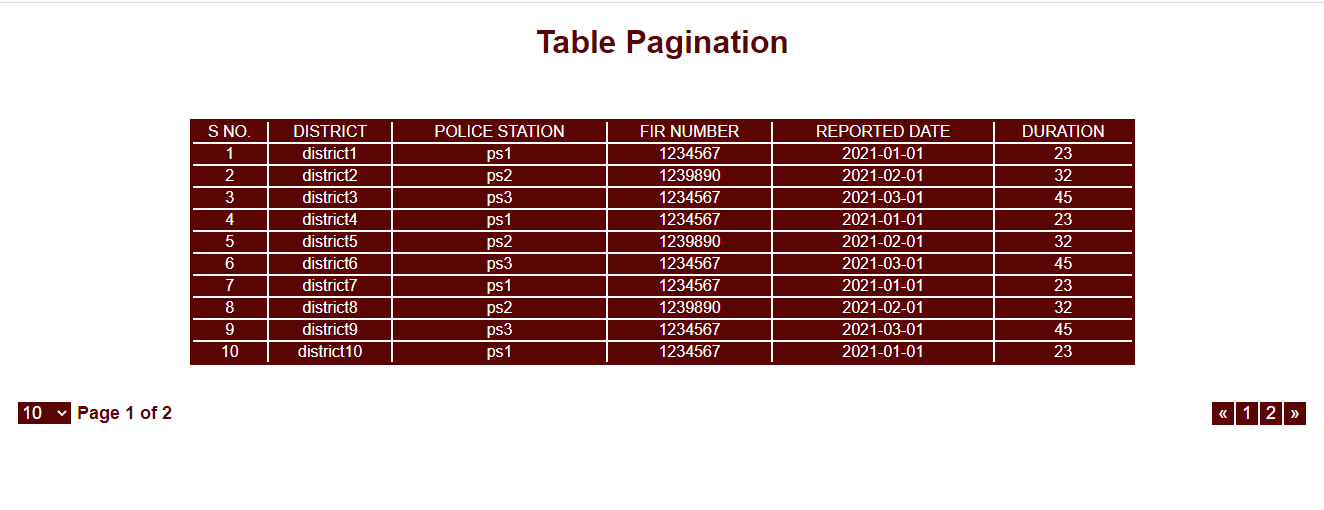 Table Pagination
S NO. DISTRICT POLICE STATION FIR NUMBER REPORTED DATE DURATION
1 district1 ps1 1234567 2021-01-01 23
2 district2 ps2 1239890 2021-02-01 32
3 district3 ps3 1234567 2021-03-01 45
4 district4 ps1 1234567 2021-01-01 23
5 district5 ps2 1239890 2021-02-01 32
6 district6 ps3 1234567 2021-03-01 45
7 district7 ps1 1234567 2021-01-01 23
8 district8 ps2 1239890 2021-02-01 32
9 district9 ps3 1234567 2021-03-01 45
10 district10 ps1 1234567 2021-01-01 23
10 Page 1 of 2 « 1 2 »